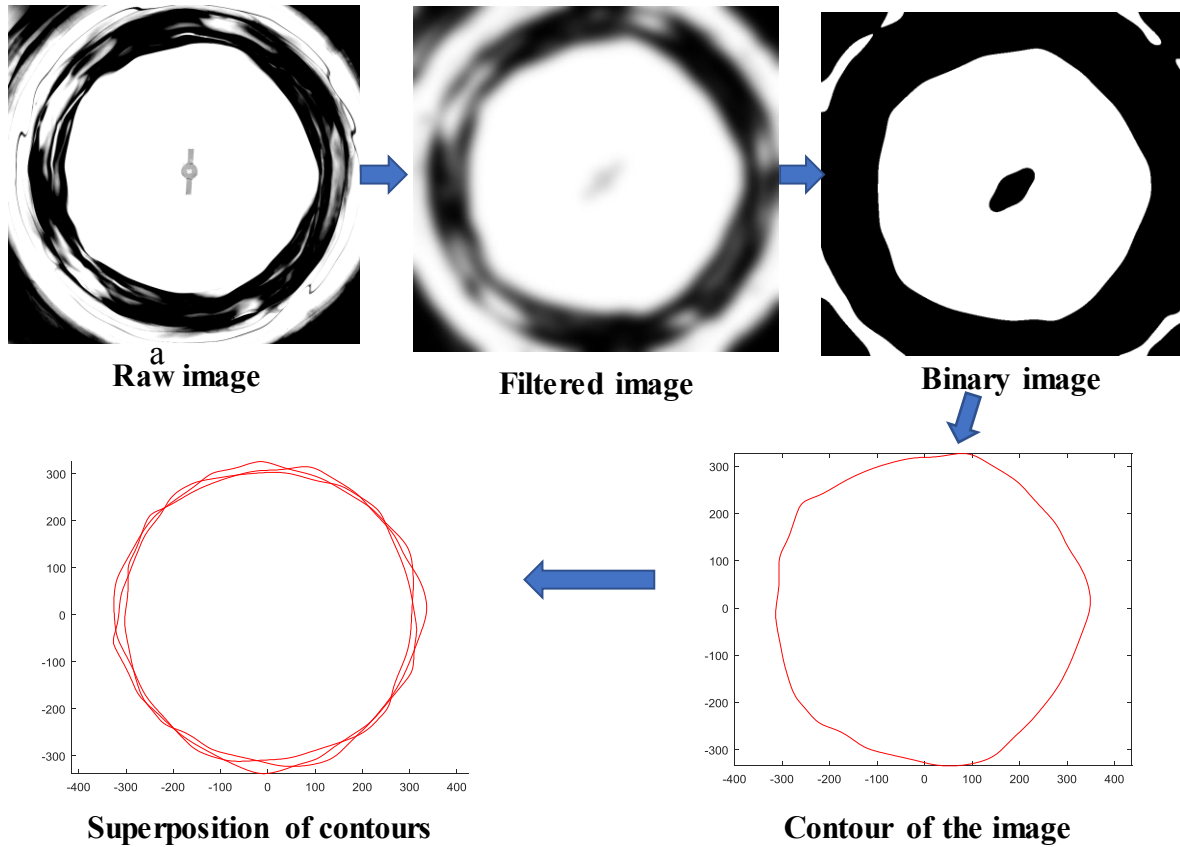 a
Raw image
Filtered image
Binary image
300
200
100
0
-100
-200
-300
-400 -300 -200 -100 0 100 200 300 400
Superposition of contours
300
200
100
0
-100
-200
-300
-400 -300 -200 -100 0 100 200 300 400
Contour of the image